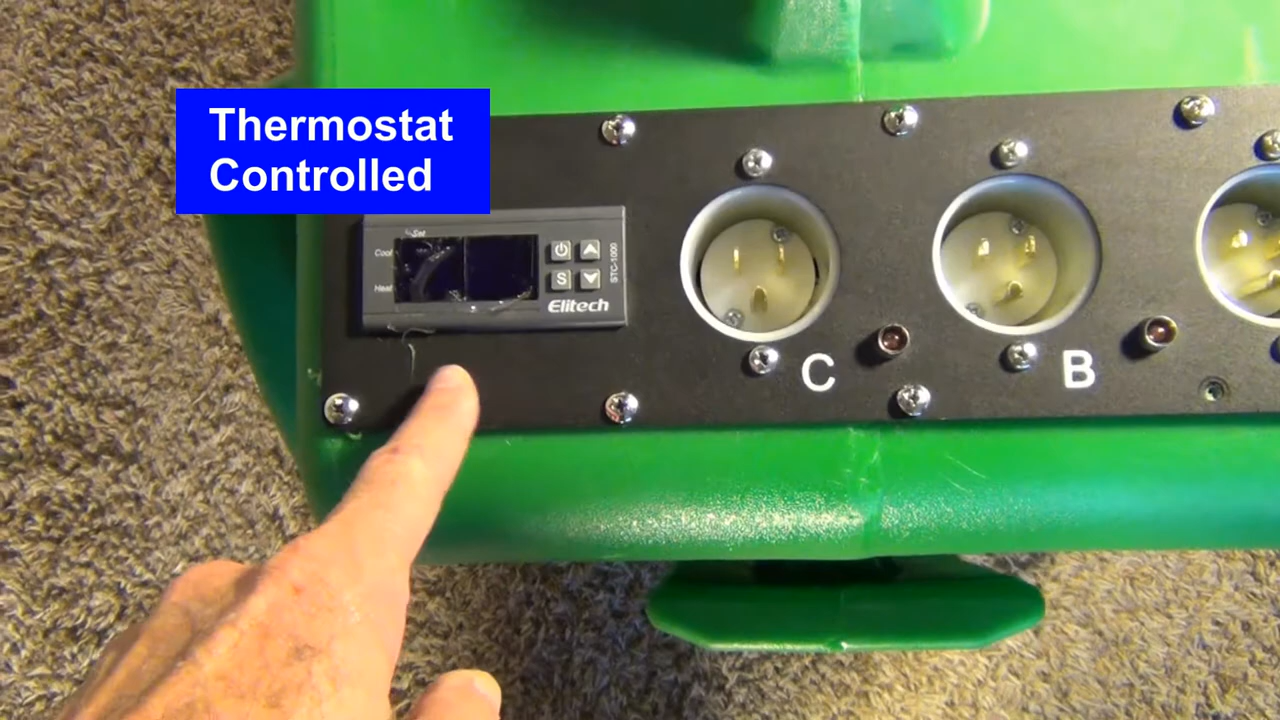 Thermostat
Controlled
Set
Cool
Heat
S
STC-1000
Elitech
C
B